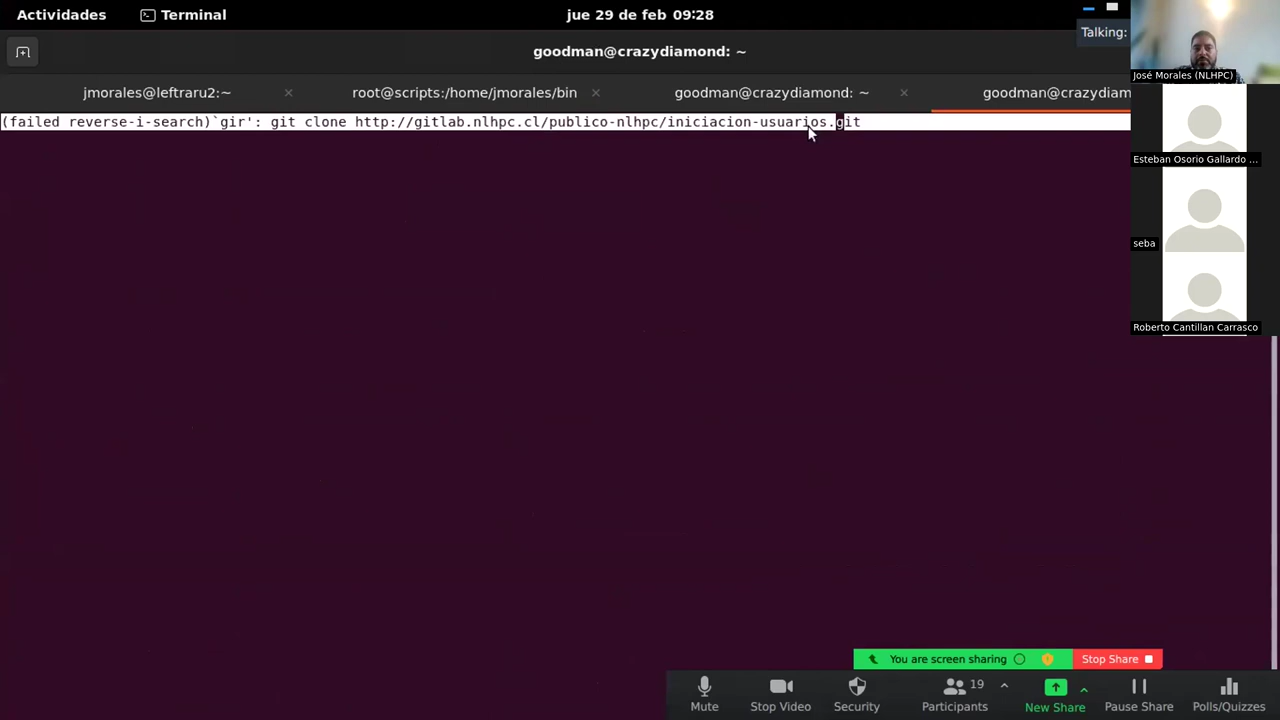 Actividades
Terminal
jue 29 de feb 09:28
goodman@crazydiamond: ~
Talking:
José Morales (NLHPC)
jmorales@leftraru2:~
root@scripts:/home/jmorales/bin
goodman@crazydiamond: ~
goodman@crazydiam
(failed reverse-i-search)`gir': git clone http://gitlab.nlhpc.cl/publico-nlhpc/iniciacion-usuarios.git
Esteban Osorio Gallardo ...
seba
Roberto Cantillan Carrasco
You are screen sharing
Stop Share
Mute
Stop Video
Security
19
Participants
New Share
Pause Share
Polls/Quizzes